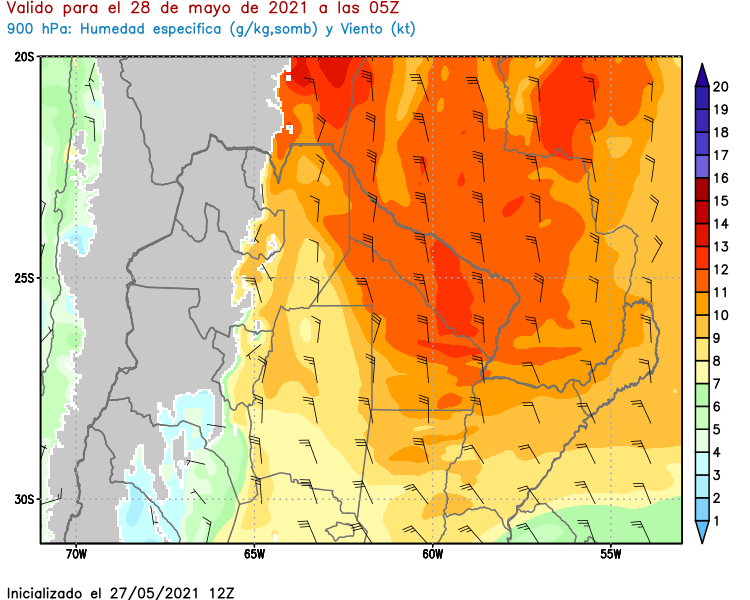 Valido para el 28 de mayo de 2021 a las 05Z
900 hPa: Humedad especifica (g/kg,somb) y Viento (kt)
20S
25S
30S
70W 65W 60W 55W
20
19
18
17
16
15
14
13
12
11
10
9
8
7
6
5
4
3
2
1
Inicializado el 27/05/2021 12Z